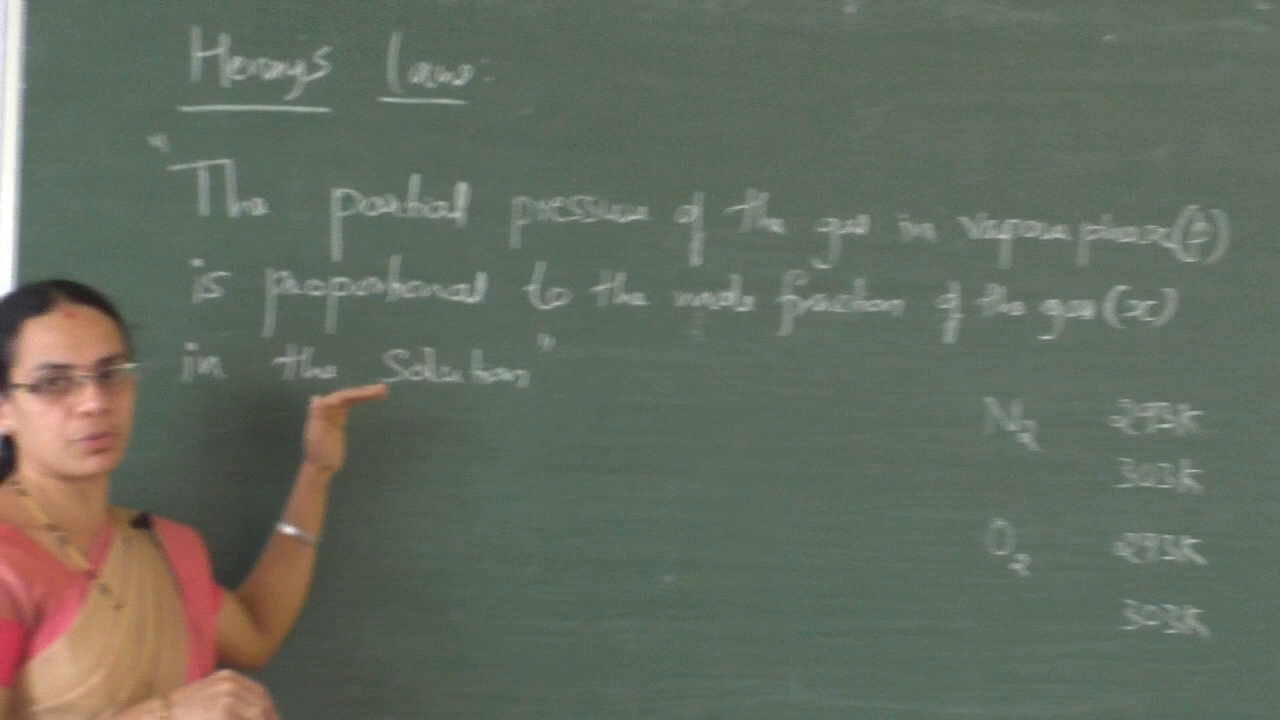 Henrys law:
"The partial pressure of the gas in vapour phase (p)
is proportional to the mole fraction of the gas (x)
in the solution"
N2 293K
303K
O2 293K
303K